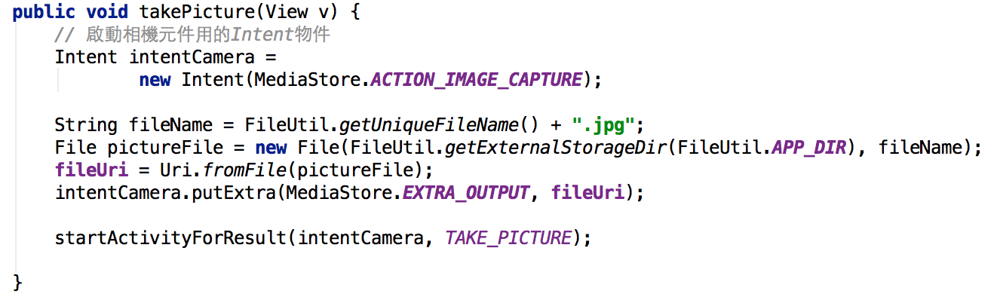 public void takePicture(View v) {
    // 啟動相機元件用的Intent物件
    Intent intentCamera =
            new Intent(MediaStore.ACTION_IMAGE_CAPTURE);

    String fileName = FileUtil.getUniqueFileName() + ".jpg";
    File pictureFile = new File(FileUtil.getExternalStorageDir(FileUtil.APP_DIR), fileName);
    fileUri = Uri.fromFile(pictureFile);
    intentCamera.putExtra(MediaStore.EXTRA_OUTPUT, fileUri);

    startActivityForResult(intentCamera, TAKE_PICTURE);

}